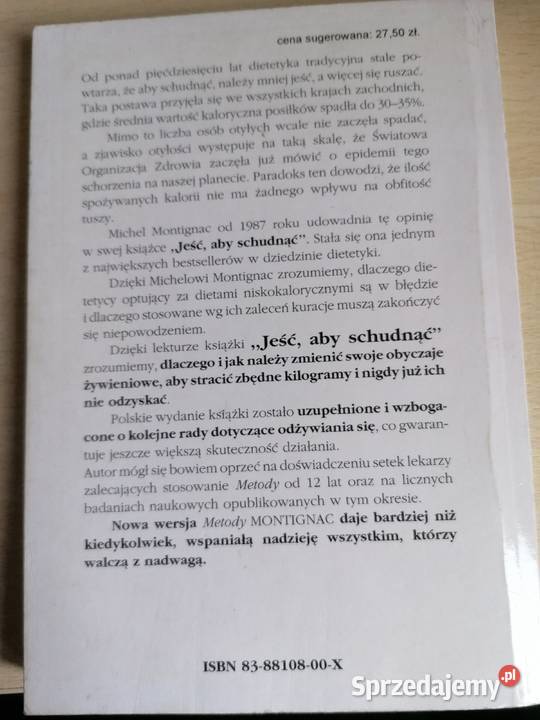 cena sugerowana: 27,50 zł.
Od ponad pięćdziesięciu lat dietetyka tradycyjna stale po-
wtarza, że aby schudnąć, należy mniej jeść, a więcej się ruszać.
Taka postawa przyjęła się we wszystkich krajach zachodnich,
gdzie średnia wartość kaloryczna posiłków spadła do 30–35%.
Mimo to liczba osób otyłych wcale nie zaczęła spadać,
a zjawisko otyłości występuje na taką skalę, że Światowa
Organizacja Zdrowia zaczęła już mówić o epidemii tego
schorzenia na naszej planecie. Paradoks ten dowodzi, że ilość
spożywanych kalorii nie ma żadnego wpływu na obfitość
tuszy.
Michel Montignac od 1987 roku udowadnia tę opinię
w swej książce „Jeść, aby schudnąć”. Stała się ona jednym
z największych bestsellerów w dziedzinie dietetyki.
Dzięki Michelowi Montignac zrozumiemy, dlaczego die-
tetycy optujący za dietami niskokalorycznymi są w błędzie
i dlaczego stosowane wg ich zaleceń kuracje muszą zakończyć
się niepowodzeniem.
Dzięki lekturze książki „Jeść, aby schudnąć”
zrozumiemy, dlaczego i jak należy zmienić swoje obyczaje
żywieniowe, aby stracić zbędne kilogramy i nigdy już ich
nie odzyskać.
Polskie wydanie książki zostało uzupełnione i wzboga-
cone o kolejne rady dotyczące odżywiania się, co gwaran-
tuje jeszcze większą skuteczność działania.
Autor mógł się bowiem oprzeć na doświadczeniu setek lekarzy
zalecających stosowanie Metody od 12 lat oraz na licznych
badaniach naukowych opublikowanych w tym okresie.
Nowa wersja Metody MONTIGNAC daje bardziej niż
kiedykolwiek, wspaniałą nadzieję wszystkim, którzy
walczą z nadwagą.
ISBN 83-88108-00-X
Sprzedajemy.pl